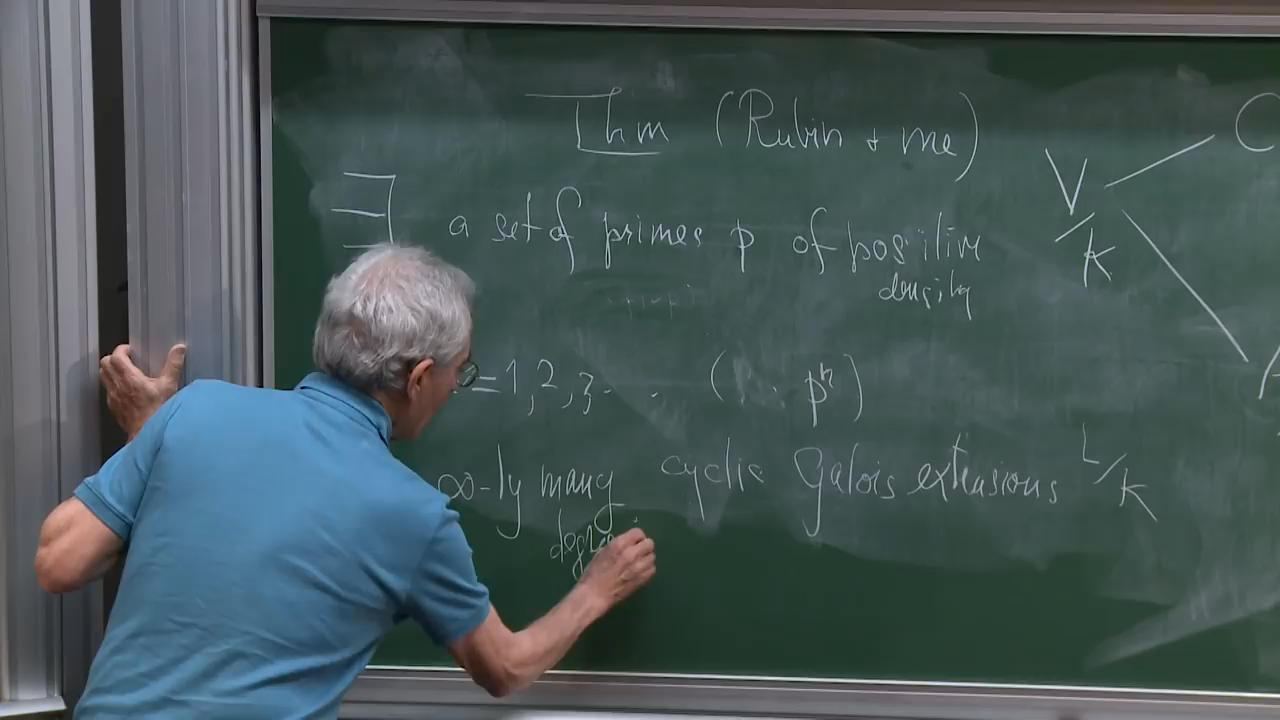 Thm (Rubin + me)
∃ a set of primes p of positive
density
=1,2,3- . ( p^k)
∞-ly many cyclic Galois extensions L/K
degree
V/K
C